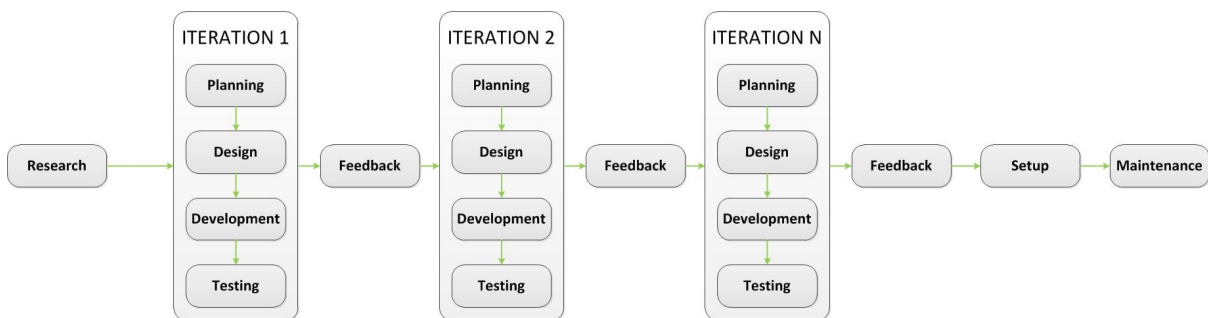 Research
ITERATION 1
Planning
Design
Development
Testing
Feedback
ITERATION 2
Planning
Design
Development
Testing
Feedback
ITERATION N
Planning
Design
Development
Testing
Feedback
Setup
Maintenance